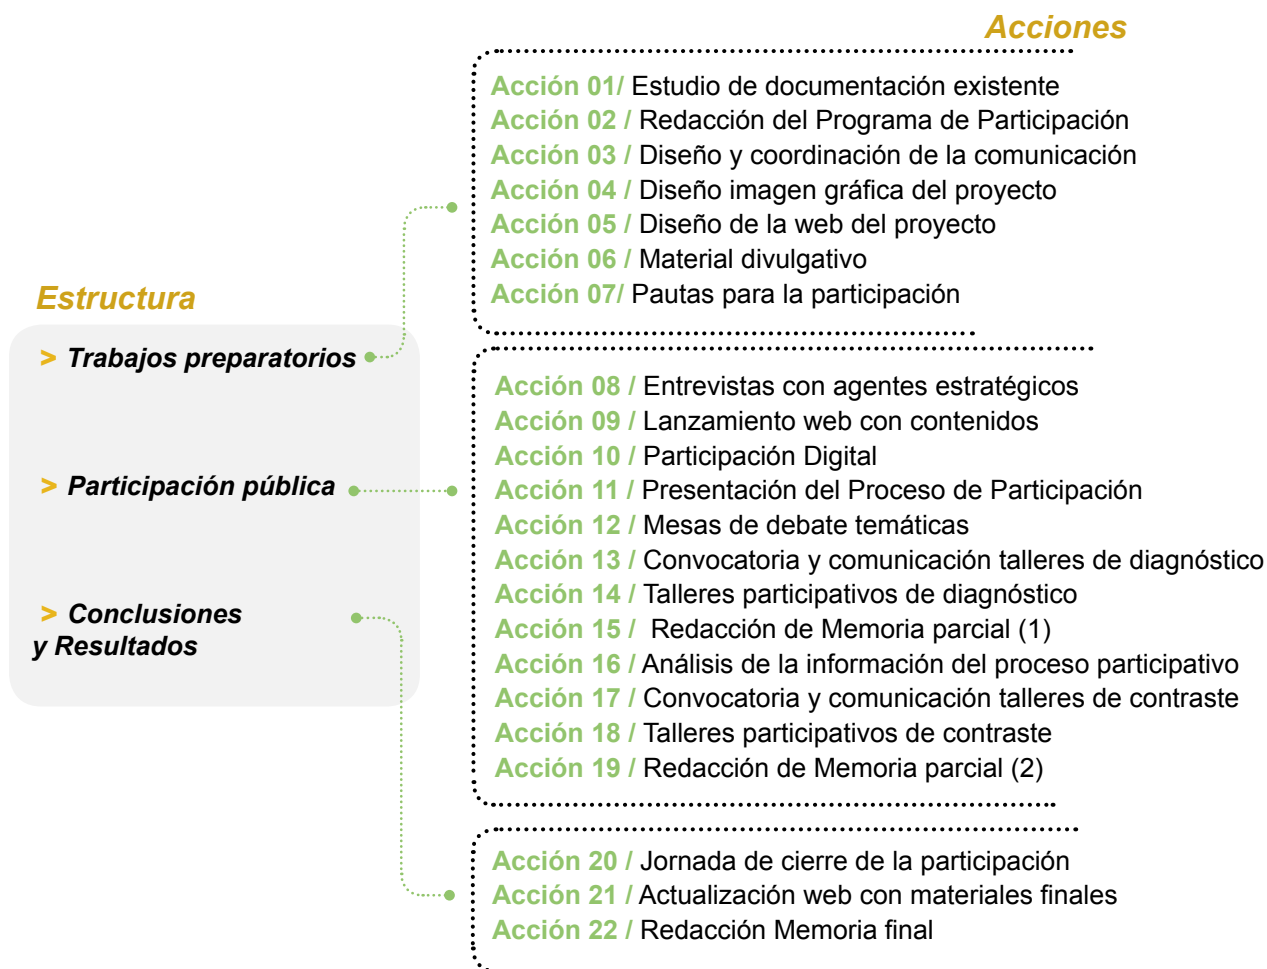 Acciones
Acción 01/ Estudio de documentación existente
Acción 02 / Redacción del Programa de Participación
Acción 03 / Diseño y coordinación de la comunicación
Acción 04 / Diseño imagen gráfica del proyecto
Acción 05 / Diseño de la web del proyecto
Acción 06 / Material divulgativo
Acción 07/ Pautas para la participación
Estructura
> Trabajos preparatorios
> Participación pública
> Conclusiones
y Resultados
Acción 08 / Entrevistas con agentes estratégicos
Acción 09 / Lanzamiento web con contenidos
Acción 10 / Participación Digital
Acción 11 / Presentación del Proceso de Participación
Acción 12 / Mesas de debate temáticas
Acción 13 / Convocatoria y comunicación talleres de diagnóstico
Acción 14 / Talleres participativos de diagnóstico
Acción 15 / Redacción de Memoria parcial (1)
Acción 16 / Análisis de la información del proceso participativo
Acción 17 / Convocatoria y comunicación talleres de contraste
Acción 18 / Talleres participativos de contraste
Acción 19 / Redacción de Memoria parcial (2)
Acción 20 / Jornada de cierre de la participación
Acción 21 / Actualización web con materiales finales
Acción 22 / Redacción Memoria final